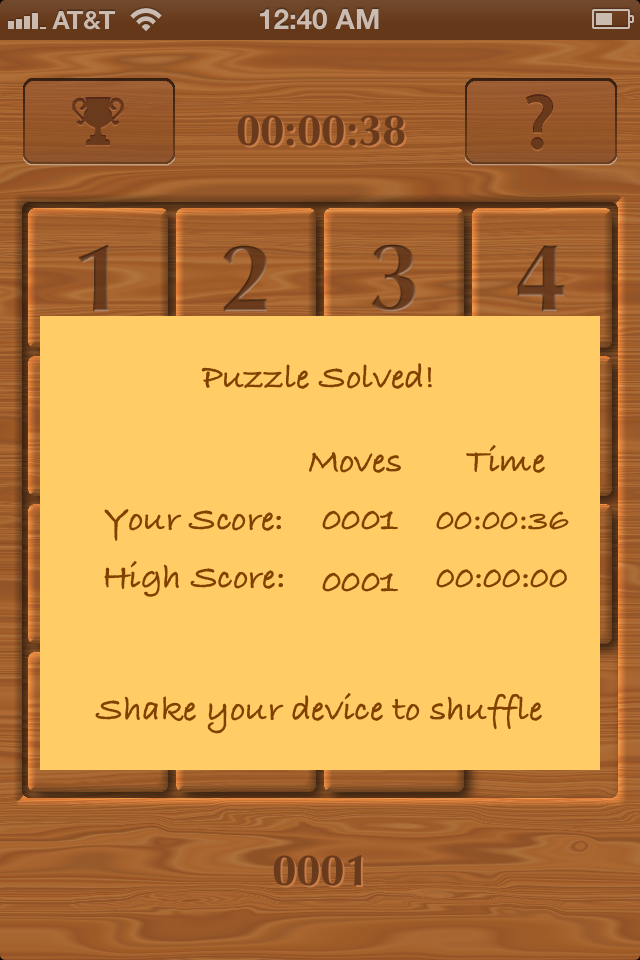 AT&T 12:40 AM
00:00:38 ?
1 2 3 4
Puzzle Solved!
Moves Time
Your Score: 0001 00:00:36
High Score: 0001 00:00:00
Shake your device to shuffle
0001